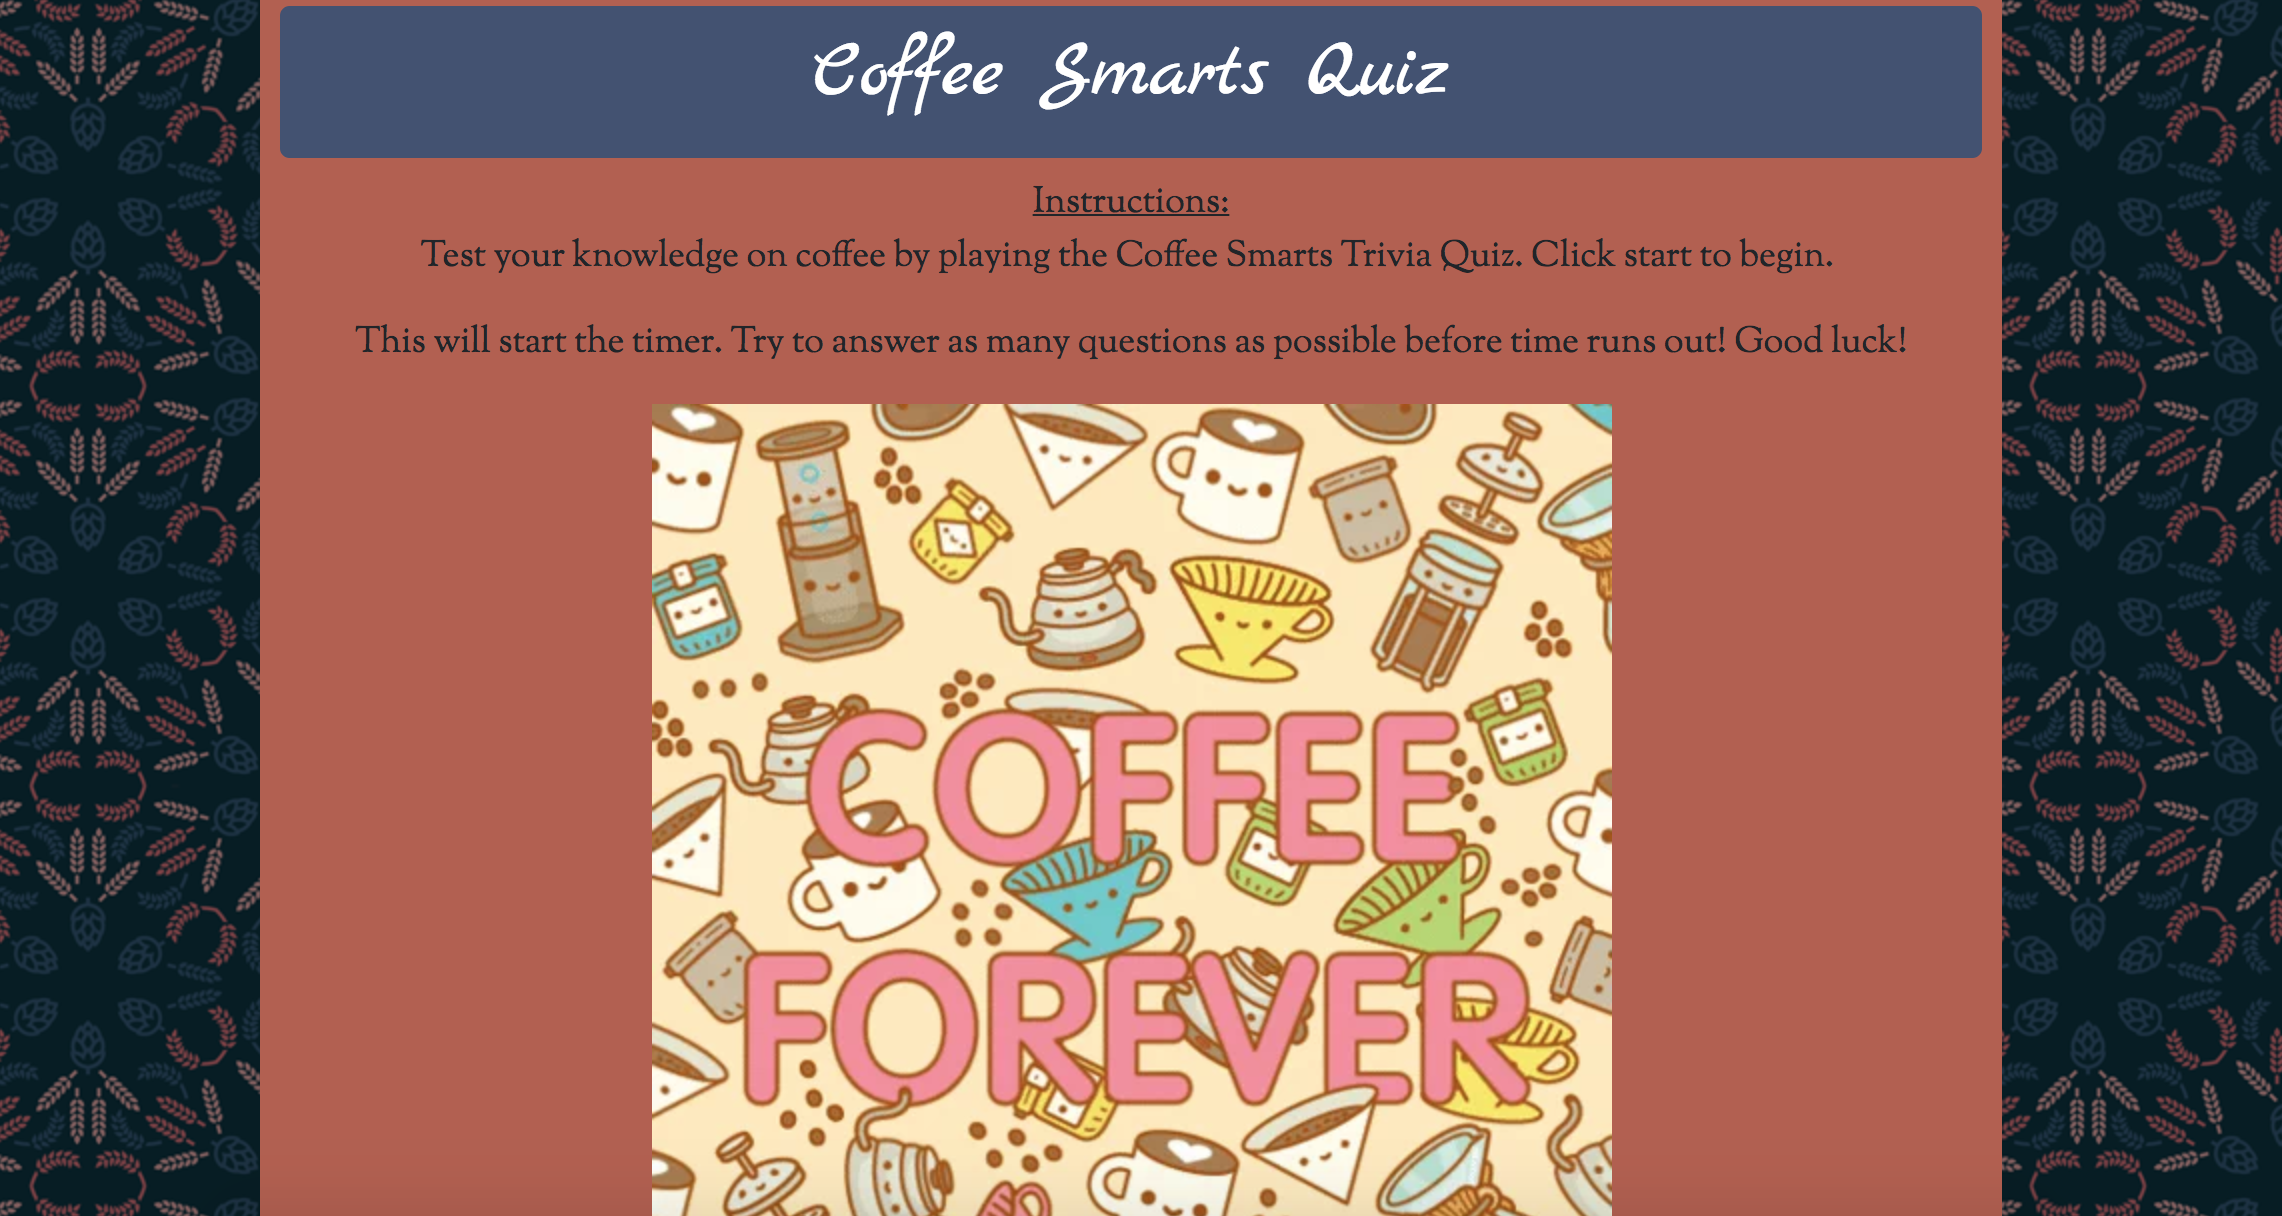 Coffee Smarts Quiz
Instructions:
Test your knowledge on coffee by playing the Coffee Smarts Trivia Quiz. Click start to begin.
This will start the timer. Try to answer as many questions as possible before time runs out! Good luck!
COFFEE
FOREVER